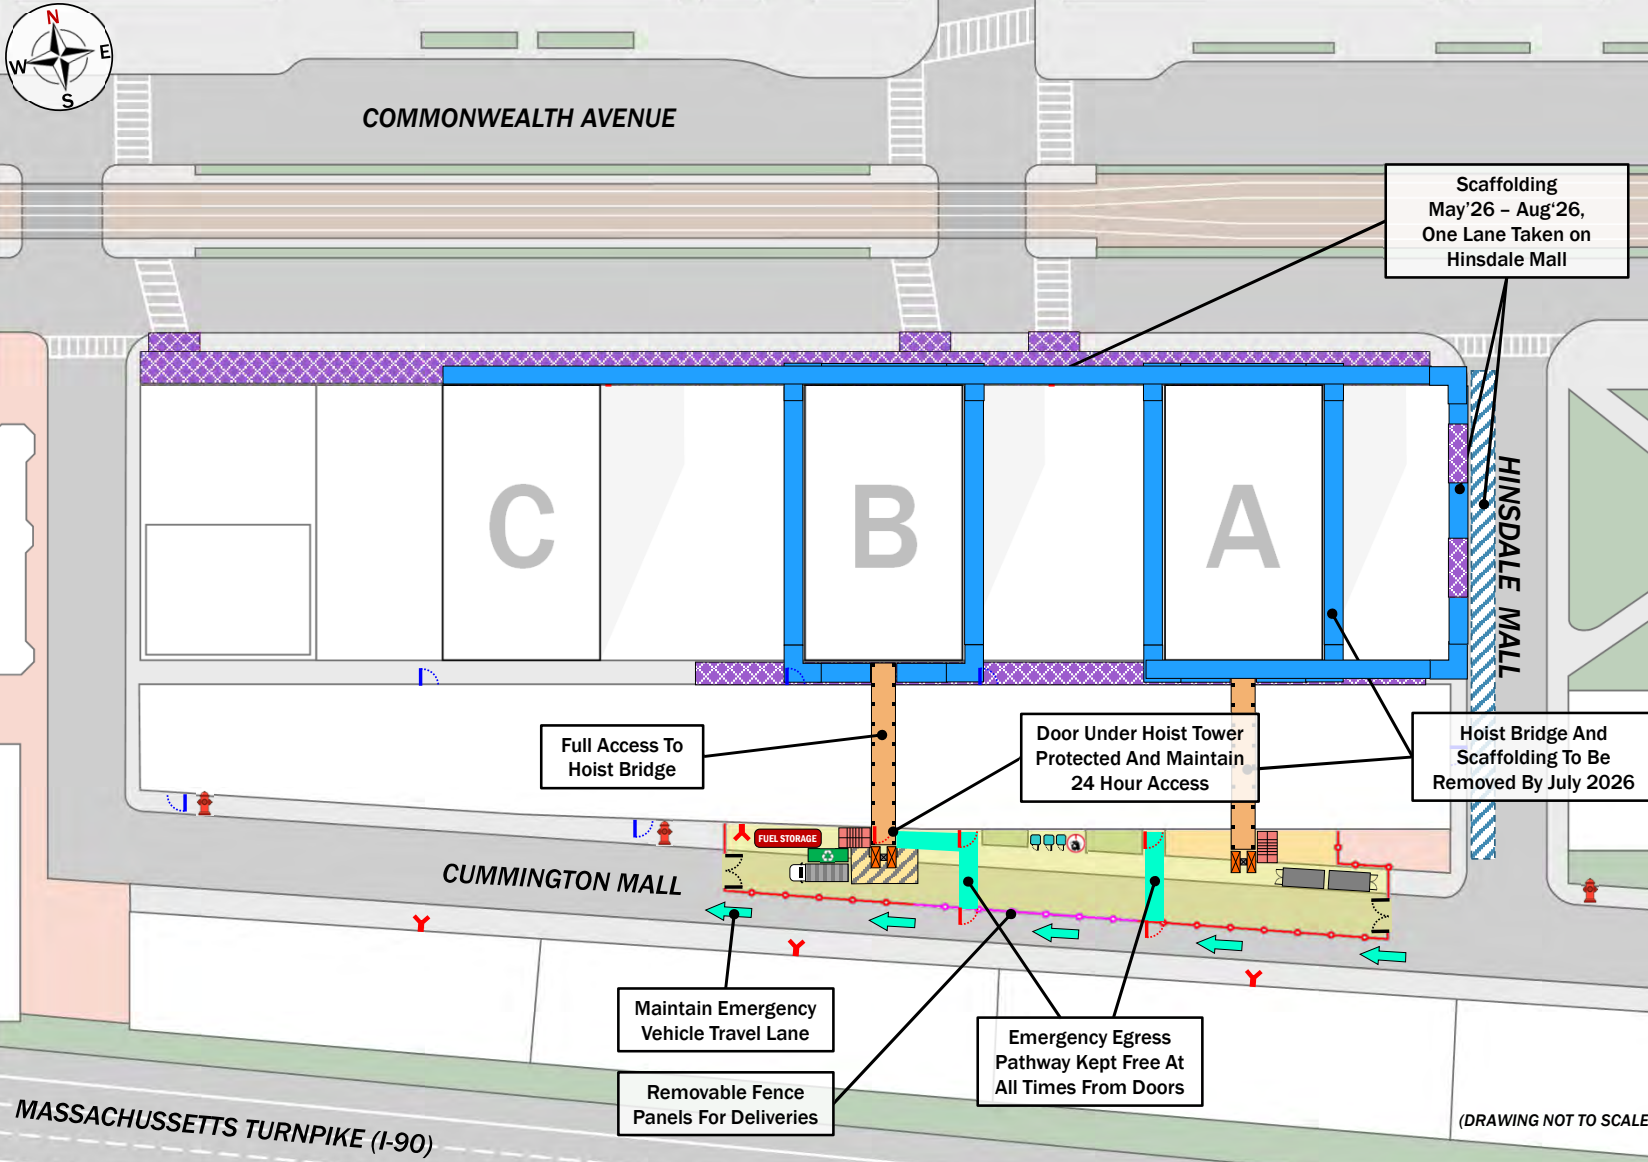 N
E
W
S
COMMONWEALTH AVENUE
Scaffolding
May’26 – Aug‘26,
One Lane Taken on
Hinsdale Mall
C
B
A
HINSDALE MALL
Full Access To
Hoist Bridge
Door Under Hoist Tower
Protected And Maintain
24 Hour Access
Hoist Bridge And
Scaffolding To Be
Removed By July 2026
FUEL STORAGE
CUMMINGTON MALL
Maintain Emergency
Vehicle Travel Lane
Emergency Egress
Pathway Kept Free At
All Times From Doors
Removable Fence
Panels For Deliveries
MASSACHUSSETTS TURNPIKE (I-90)
(DRAWING NOT TO SCALE